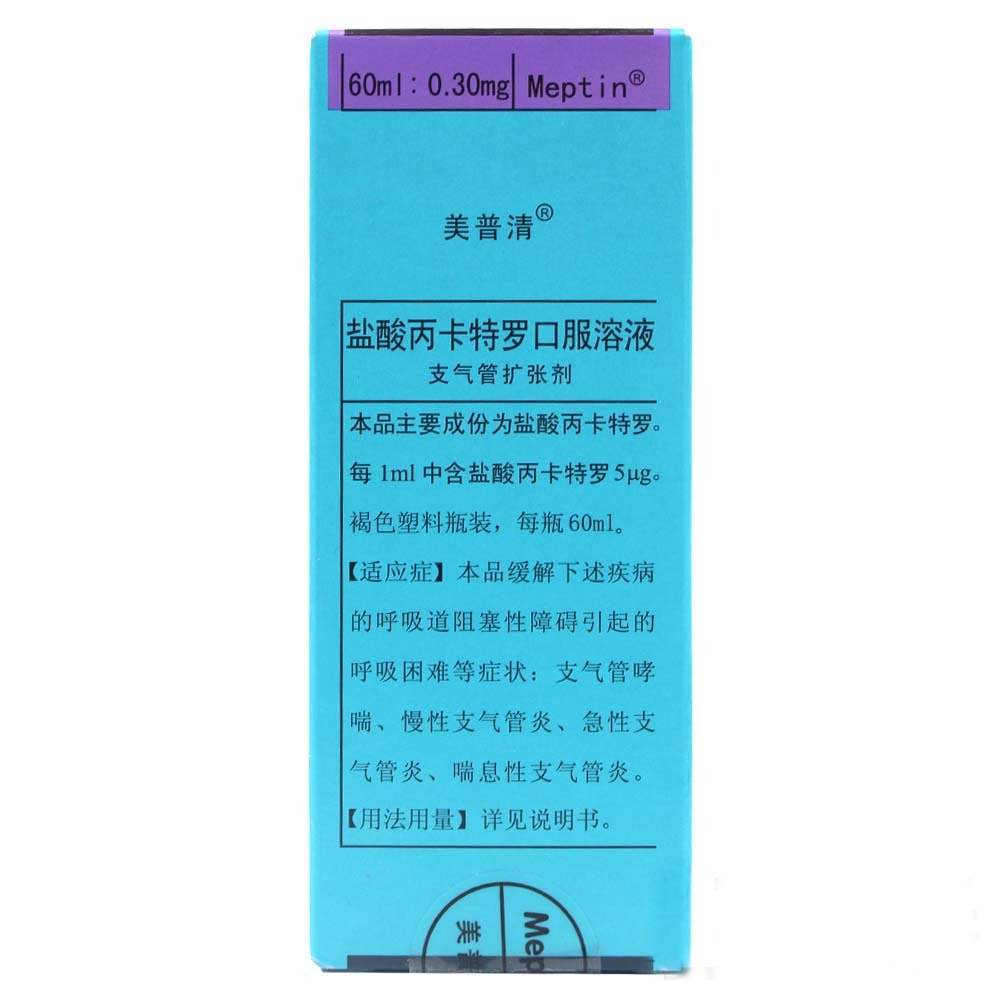 60ml: 0.30mg Meptin®
美普清®
盐酸丙卡特罗口服溶液
支气管扩张剂
本品主要成份为盐酸丙卡特罗。
每1ml中含盐酸丙卡特罗5μg。
褐色塑料瓶装，每瓶60ml。
【适应症】本品缓解下述疾病
的呼吸道阻塞性障碍引起的
呼吸困难等症状：支气管哮
喘、慢性支气管炎、急性支
气管炎、喘息性支气管炎。
【用法用量】详见说明书。
Mep
美普